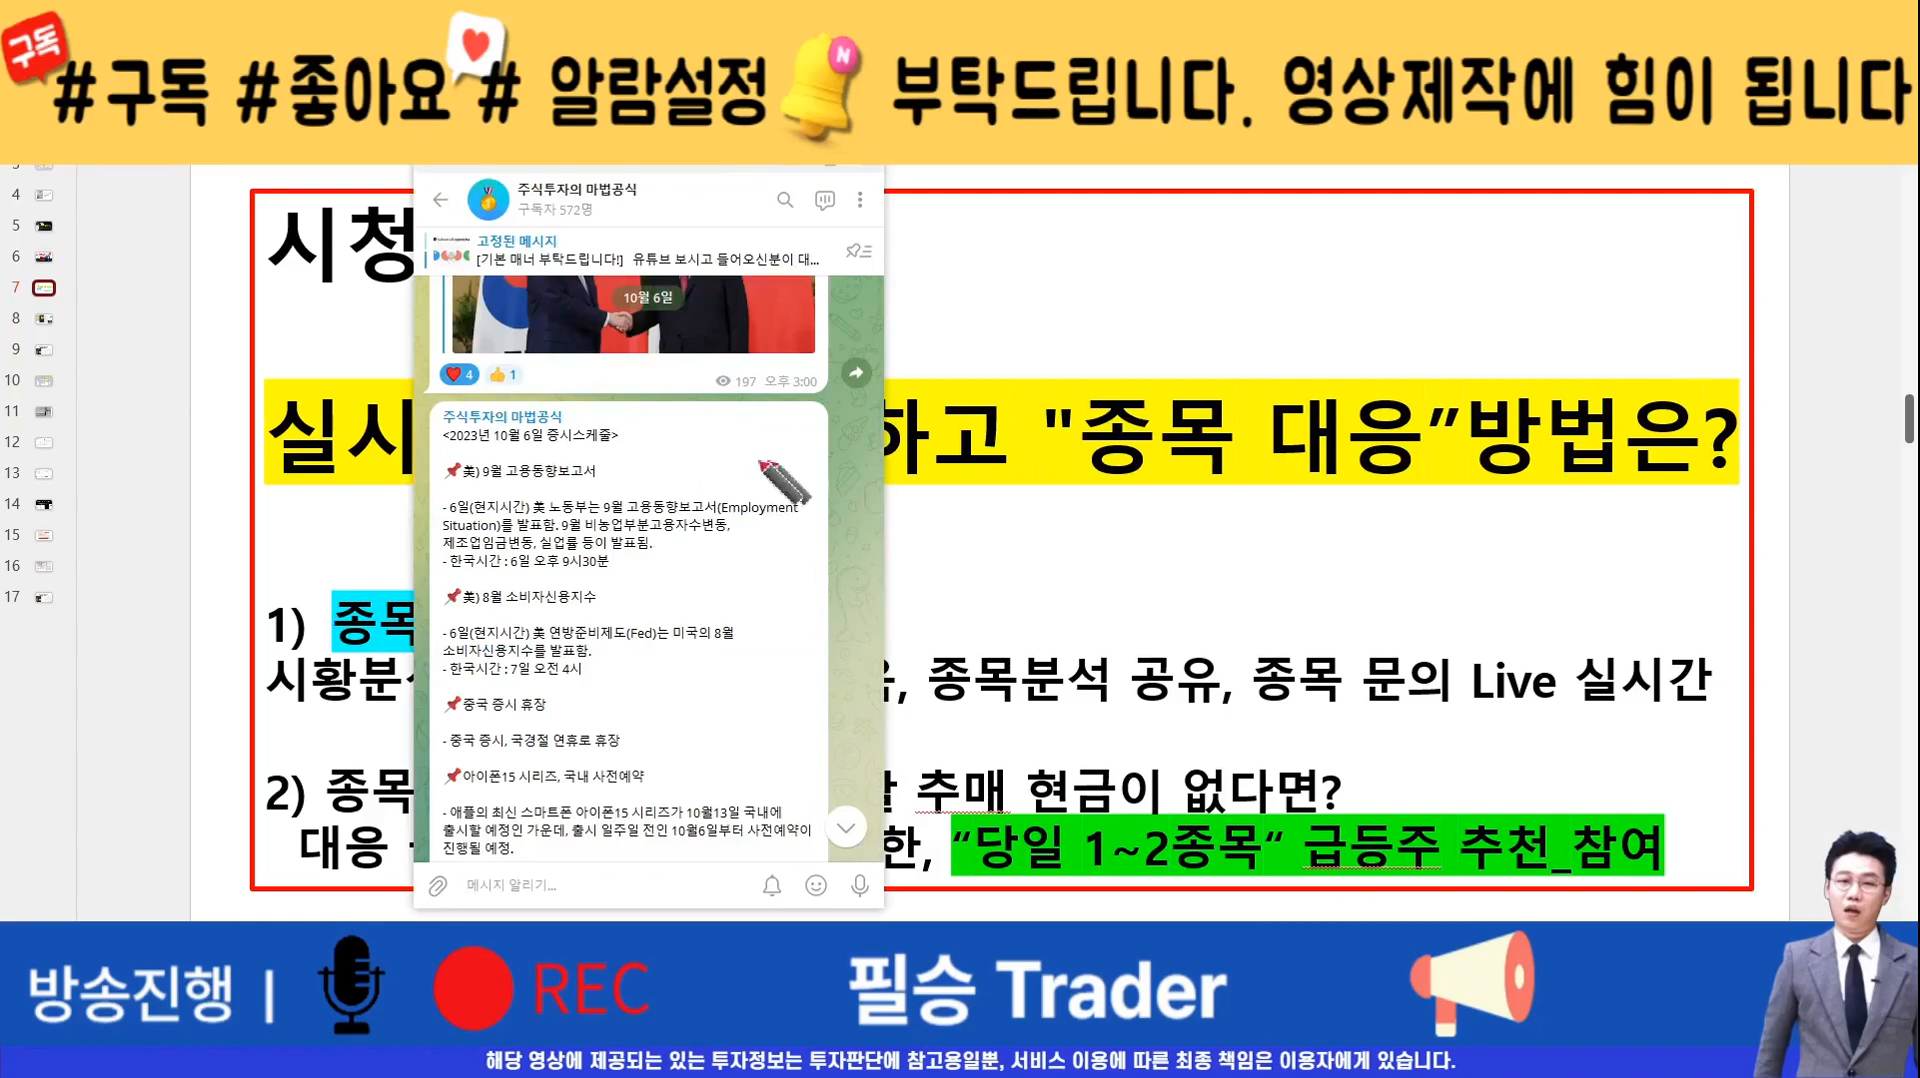 구독
#구독 #좋아요 # 알람설정 부탁드립니다. 영상제작에 힘이 됩니다
N
4
5
6
7
8
9
10
11
12
13
14
15
16
17
시청
실시
하고 "종목 대응”방법은?
1) 종목
시황분
, 종목분석 공유, 종목 문의 Live 실시간
2) 종목
추매 현금이 없다면?
대응
한, “당일 1~2종목“ 급등주 추천_참여
주식투자의 마법공식
구독자 572명
고정된 메시지
[기본 매너 부탁드립니다!] 유튜브 보시고 들어오신분이 대...
10월 6일
4
1
197 오후 3:00
주식투자의 마법공식
<2023년 10월 6일 증시스케줄>
美) 9월 고용동향보고서
- 6일(현지시간) 美 노동부는 9월 고용동향보고서(Employment
Situation)를 발표함. 9월 비농업부분고용자수변동,
제조업임금변동, 실업률 등이 발표됨.
- 한국시간 : 6일 오후 9시30분
美) 8월 소비자신용지수
- 6일(현지시간) 美 연방준비제도(Fed)는 미국의 8월
소비자신용지수를 발표함.
- 한국시간 : 7일 오전 4시
중국 증시 휴장
- 중국 증시, 국경절 연휴로 휴장
아이폰15 시리즈, 국내 사전예약
- 애플의 최신 스마트폰 아이폰15 시리즈가 10월13일 국내에
출시할 예정인 가운데, 출시 일주일 전인 10월6일부터 사전예약이
진행될 예정.
메시지 알리기...
방송진행 |
REC
필승 Trader
해당 영상에 제공되는 있는 투자정보는 투자판단에 참고용일뿐, 서비스 이용에 따른 최종 책임은 이용자에게 있습니다.